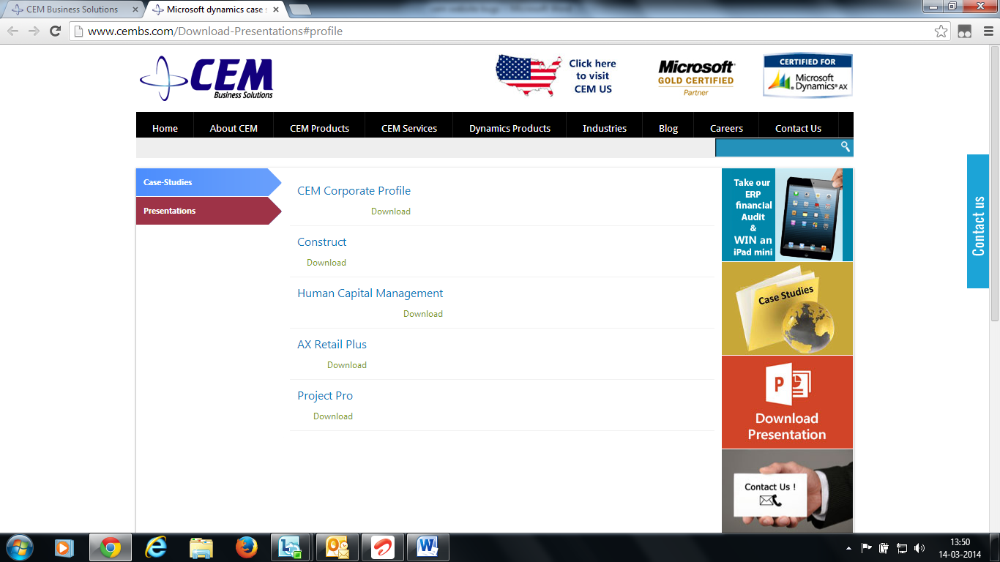 CEM Business Solutions
Microsoft dynamics case s
www.cembs.com/Download-Presentations#profile
CEM
Business Solutions
Click here
to visit
CEM US
Microsoft
GOLD CERTIFIED
Partner
CERTIFIED FOR
Microsoft
Dynamics® AX
Home
About CEM
CEM Products
CEM Services
Dynamics Products
Industries
Blog
Careers
Contact Us
Case-Studies
Presentations
CEM Corporate Profile
Download
Construct
Download
Human Capital Management
Download
AX Retail Plus
Download
Project Pro
Download
Take our
ERP
financial
Audit
&
WIN an
iPad mini
Case Studies
P
Download
Presentation
Contact Us !
Contact us
13:50
14-03-2014